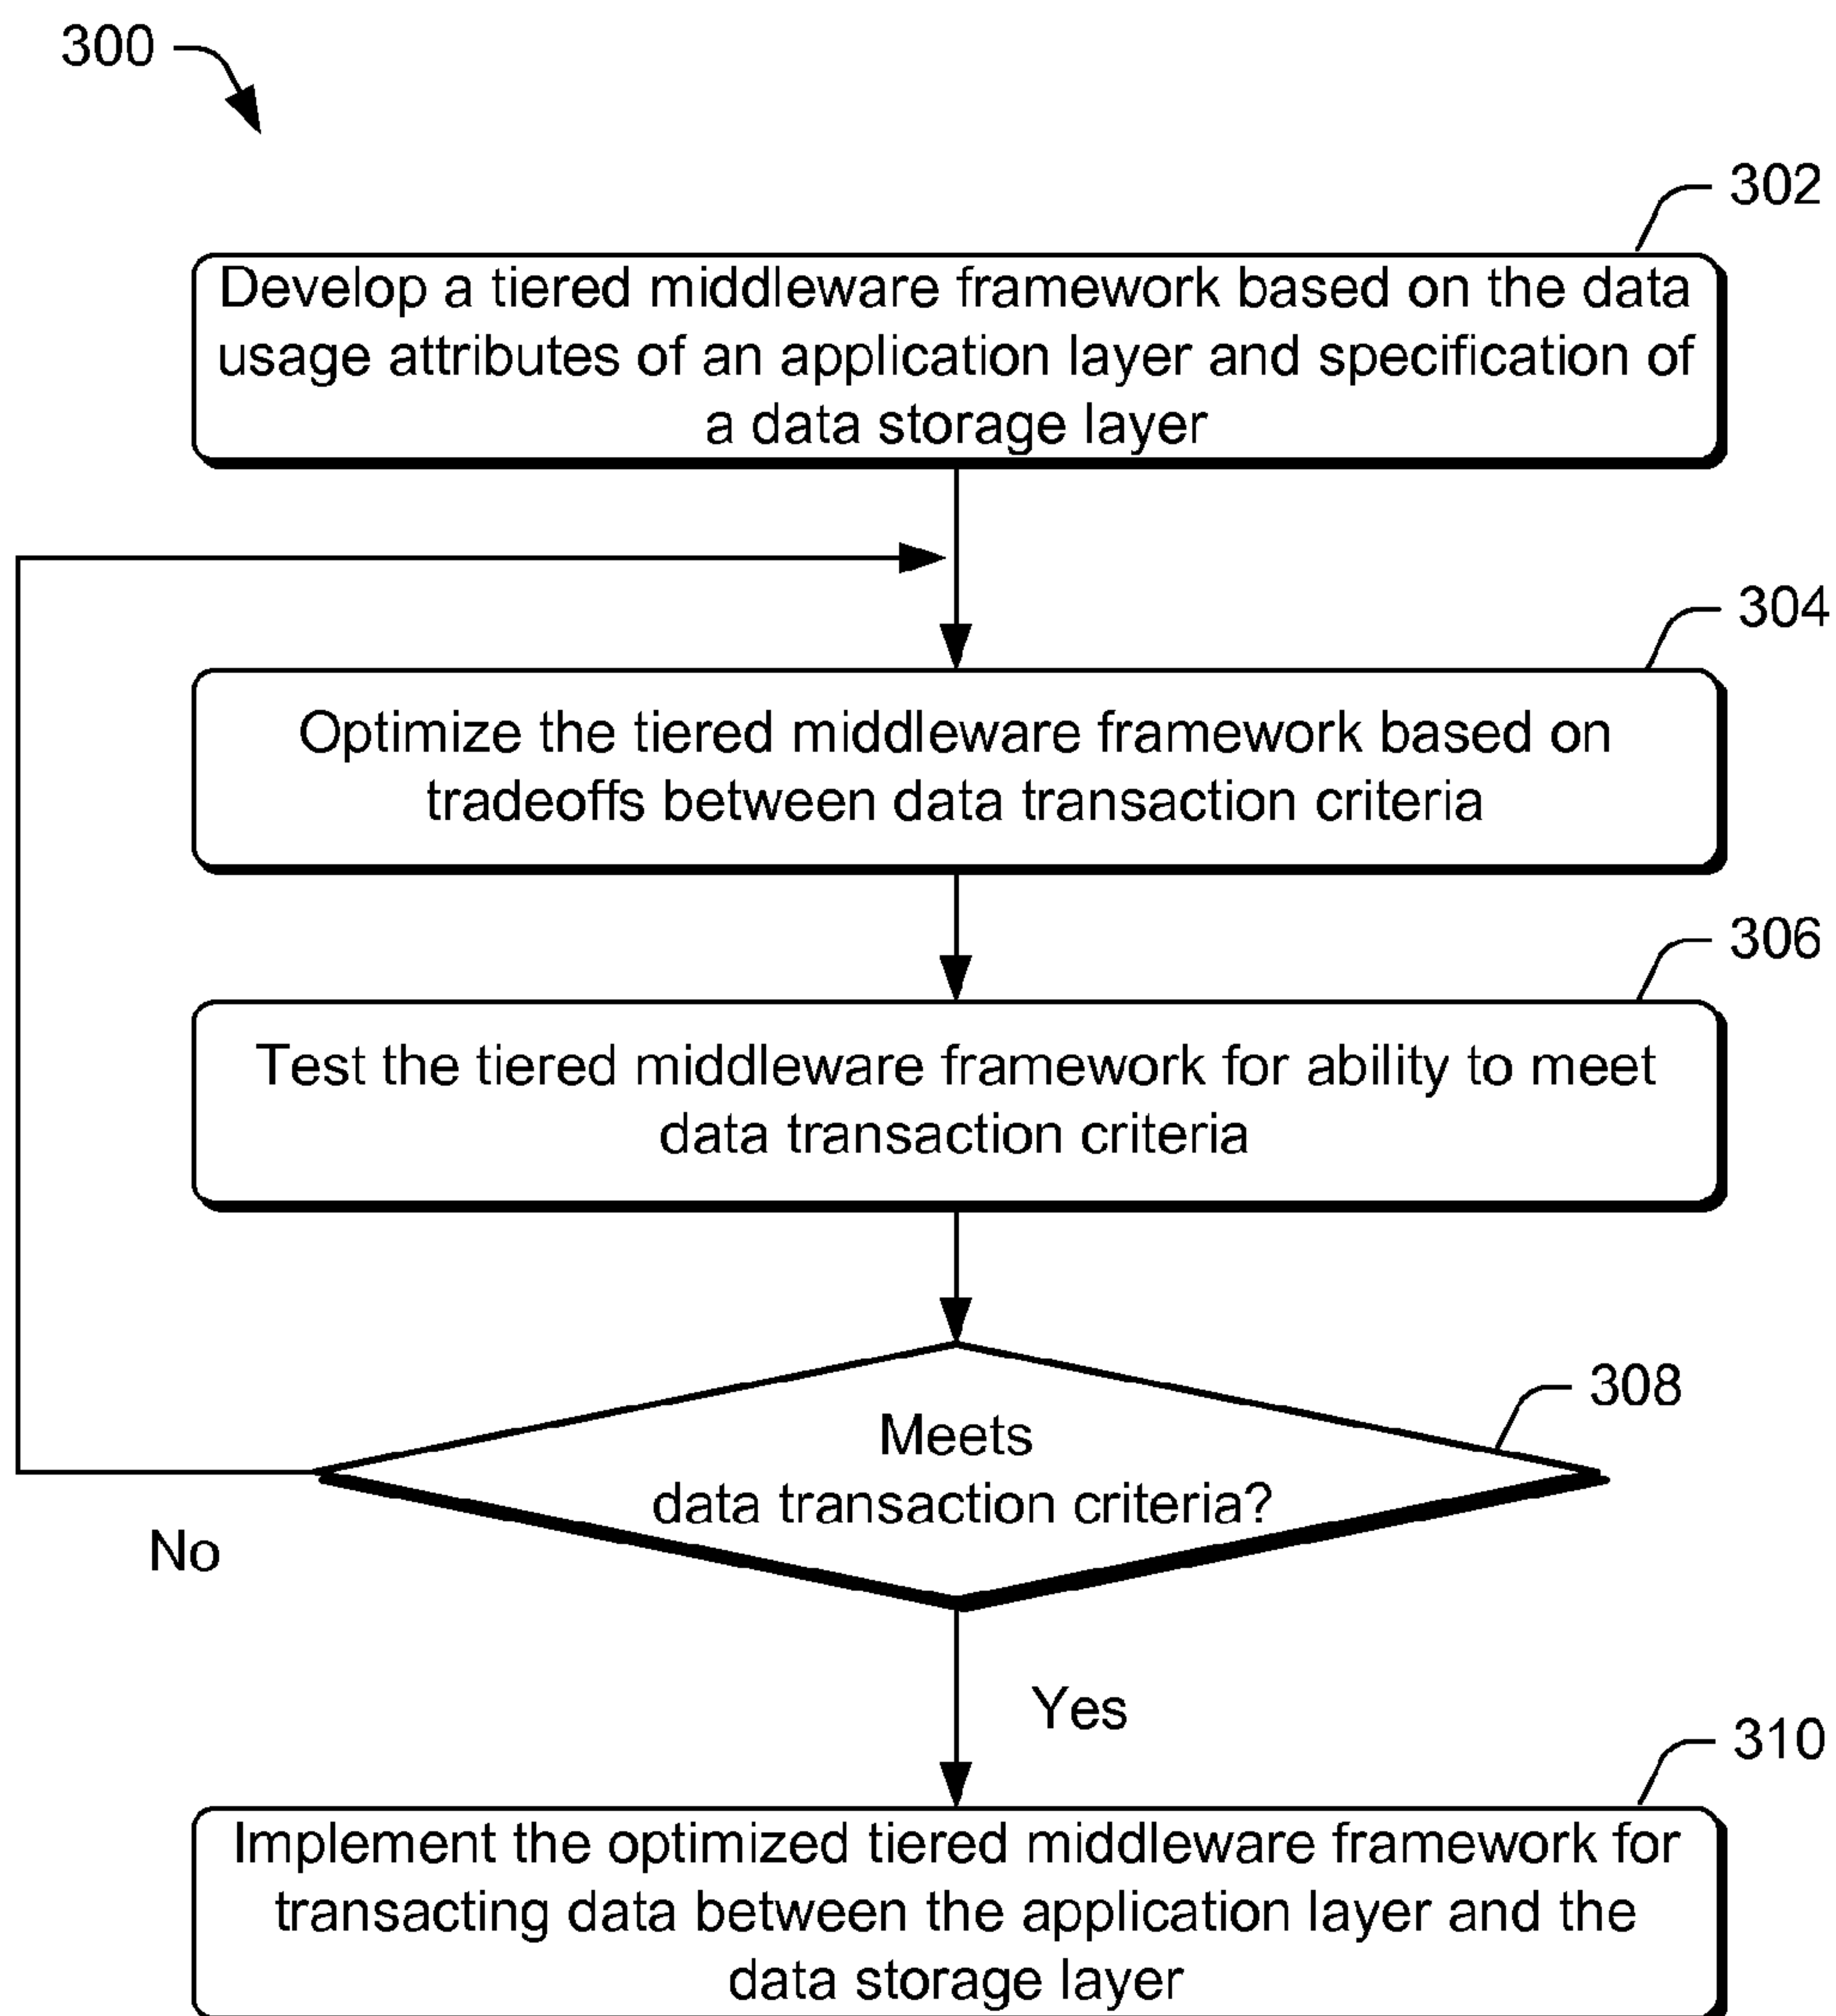 300
302
Develop a tiered middleware framework based on the data
usage attributes of an application layer and specification of
a data storage layer
304
Optimize the tiered middleware framework based on
tradeoffs between data transaction criteria
306
Test the tiered middleware framework for ability to meet
data transaction criteria
308
Meets
data transaction criteria?
No
Yes
310
Implement the optimized tiered middleware framework for
transacting data between the application layer and the
data storage layer